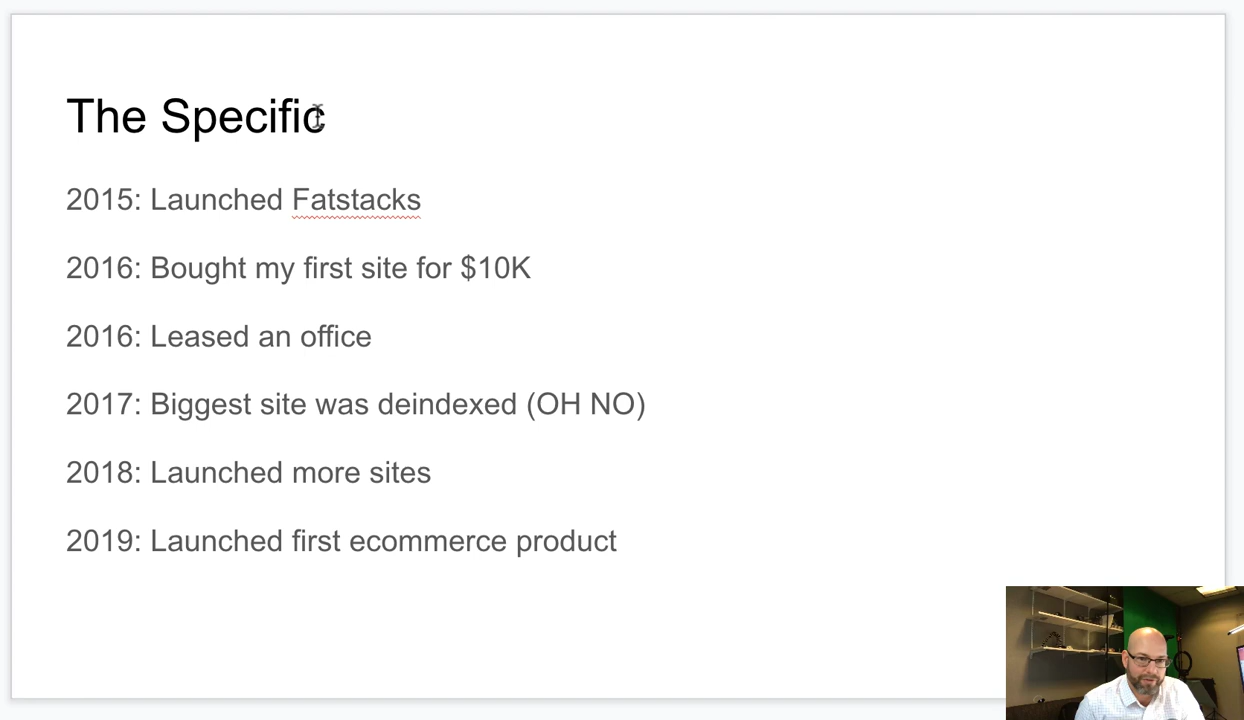 The Specific
2015: Launched Fatstacks
2016: Bought my first site for $10K
2016: Leased an office
2017: Biggest site was deindexed (OH NO)
2018: Launched more sites
2019: Launched first ecommerce product